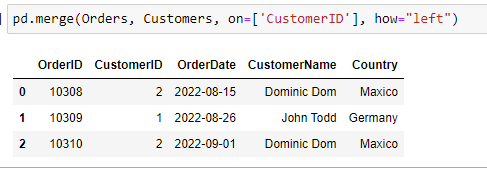 pd.merge(Orders, Customers, on=['CustomerID'], how="left")
OrderID CustomerID OrderDate CustomerName Country
0 10308 2 2022-08-15 Dominic Dom Maxico
1 10309 1 2022-08-26 John Todd Germany
2 10310 2 2022-09-01 Dominic Dom Maxico